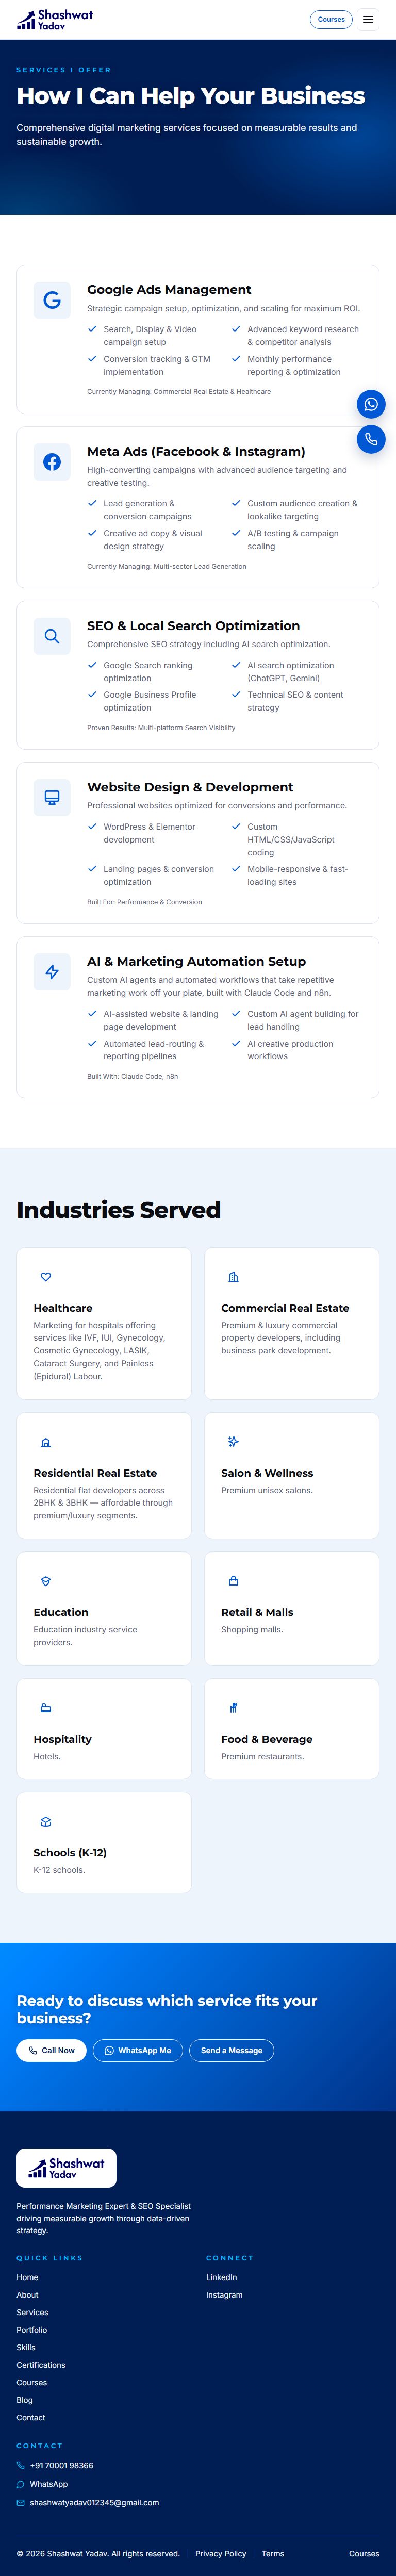 Shashwat
Yadav
Courses
SERVICES I OFFER
How I Can Help Your Business
Comprehensive digital marketing services focused on measurable results and
sustainable growth.
Google Ads Management
Strategic campaign setup, optimization, and scaling for maximum ROI.
Search, Display & Video
campaign setup
Advanced keyword research
& competitor analysis
Conversion tracking & GTM
implementation
Monthly performance
reporting & optimization
Currently Managing: Commercial Real Estate & Healthcare
Meta Ads (Facebook & Instagram)
High-converting campaigns with advanced audience targeting and
creative testing.
Lead generation &
conversion campaigns
Custom audience creation &
lookalike targeting
Creative ad copy & visual
design strategy
A/B testing & campaign
scaling
Currently Managing: Multi-sector Lead Generation
SEO & Local Search Optimization
Comprehensive SEO strategy including AI search optimization.
Google Search ranking
optimization
AI search optimization
(ChatGPT, Gemini)
Google Business Profile
optimization
Technical SEO & content
strategy
Proven Results: Multi-platform Search Visibility
Website Design & Development
Professional websites optimized for conversions and performance.
WordPress & Elementor
development
Custom
HTML/CSS/JavaScript
coding
Landing pages & conversion
optimization
Mobile-responsive & fast-
loading sites
Built For: Performance & Conversion
AI & Marketing Automation Setup
Custom AI agents and automated workflows that take repetitive
marketing work off your plate, built with Claude Code and n8n.
AI-assisted website & landing
page development
Custom AI agent building for
lead handling
Automated lead-routing &
reporting pipelines
AI creative production
workflows
Built With: Claude Code, n8n
Industries Served
Healthcare
Marketing for hospitals offering
services like IVF, IUI, Gynecology,
Cosmetic Gynecology, LASIK,
Cataract Surgery, and Painless
(Epidural) Labour.
Commercial Real Estate
Premium & luxury commercial
property developers, including
business park development.
Residential Real Estate
Residential flat developers across
2BHK & 3BHK — affordable through
premium/luxury segments.
Salon & Wellness
Premium unisex salons.
Education
Education industry service
providers.
Retail & Malls
Shopping malls.
Hospitality
Hotels.
Food & Beverage
Premium restaurants.
Schools (K-12)
K-12 schools.
Ready to discuss which service fits your
business?
Call Now
WhatsApp Me
Send a Message
Shashwat
Yadav
Performance Marketing Expert & SEO Specialist
driving measurable growth through data-driven
strategy.
QUICK LINKS
Home
About
Services
Portfolio
Skills
Certifications
Courses
Blog
Contact
CONNECT
LinkedIn
Instagram
CONTACT
+91 70001 98366
WhatsApp
shashwatyadav012345@gmail.com
© 2026 Shashwat Yadav. All rights reserved.
Privacy Policy
Terms
Courses